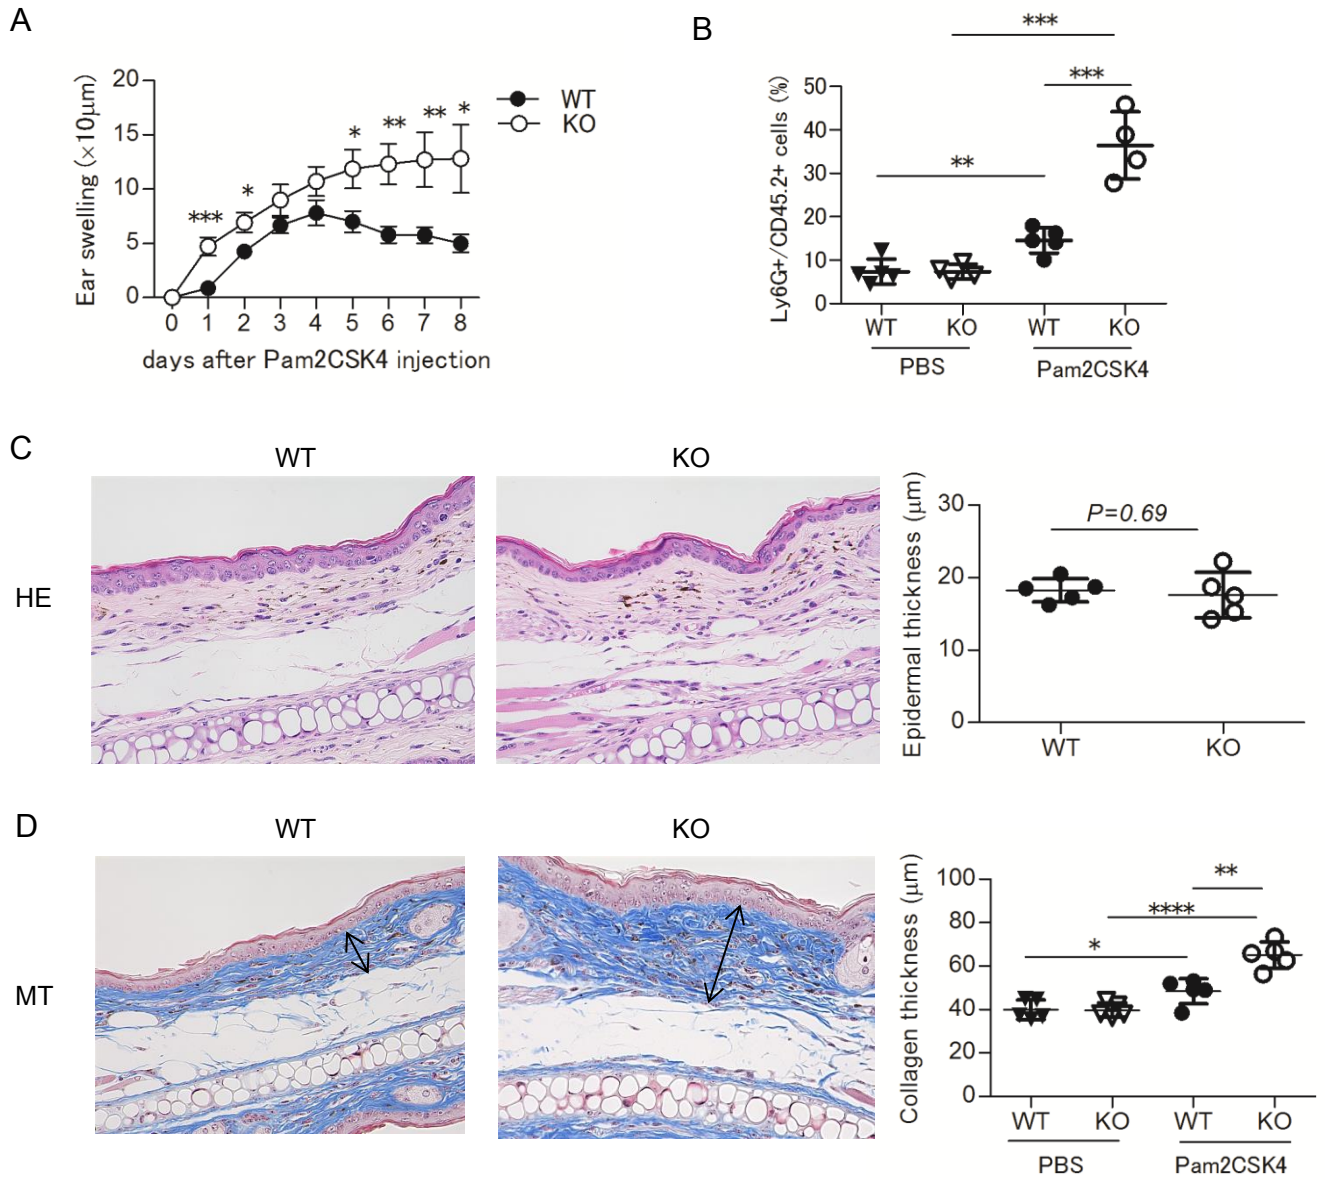 A
Ear swelling (×10μm)
20
15
10
5
0
***
*
*
**
**
*
WT
KO
0 1 2 3 4 5 6 7 8
days after Pam2CSK4 injection
B
Ly6G+/CD45.2+ cells (%)
50
40
30
20
10
0
***
***
**
WT KO WT KO
PBS Pam2CSK4
C
WT KO
HE
Epidermal thickness (μm)
30
20
10
0
P=0.69
WT KO
D
WT KO
MT
Collagen thickness (μm)
100
80
60
40
20
0
**
****
*
WT KO WT KO
PBS Pam2CSK4